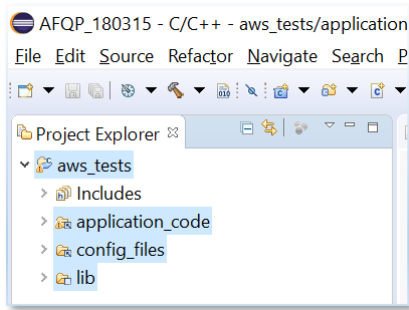 AFQP_180315 - C/C++ - aws_tests/application
File Edit Source Refactor Navigate Search P
Project Explorer
aws_tests
Includes
application_code
config_files
lib